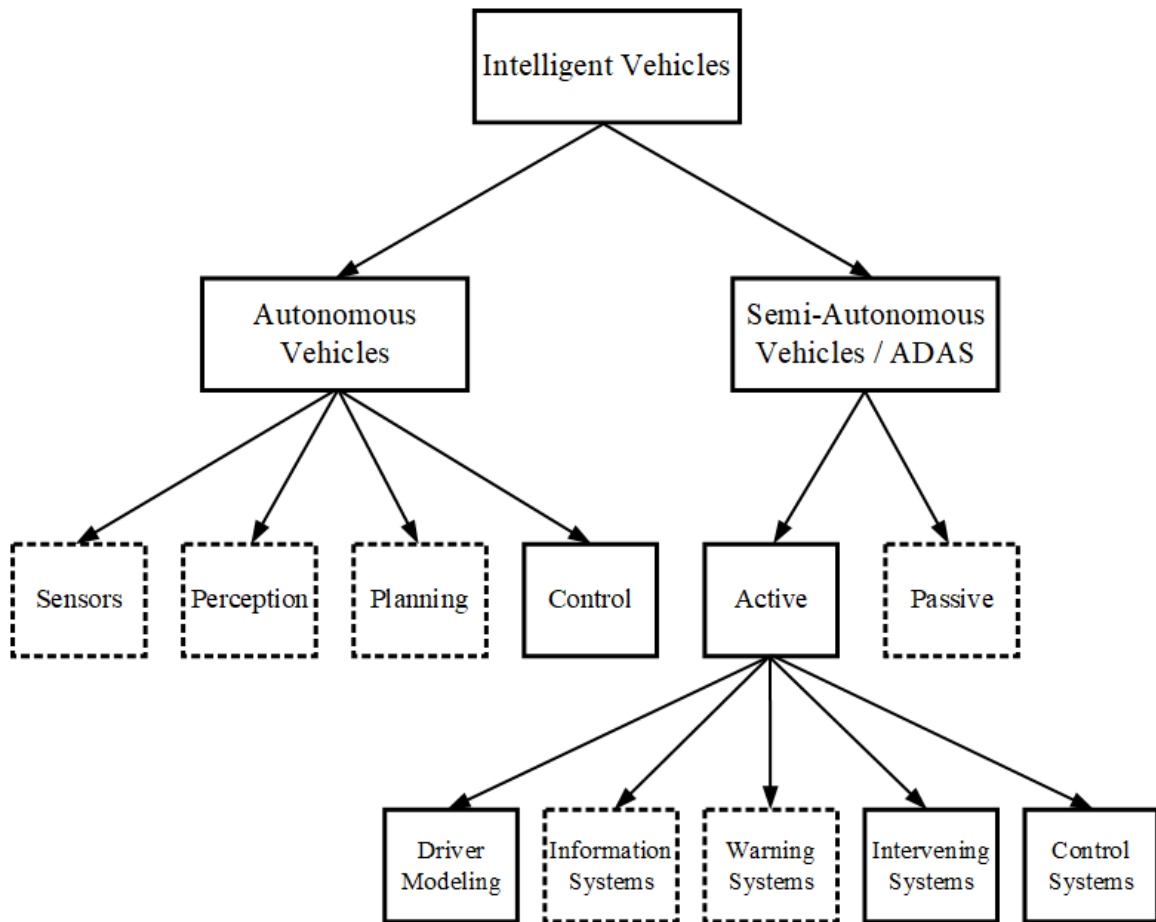 Intelligent Vehicles
Autonomous
Vehicles
Semi-Autonomous
Vehicles / ADAS
Sensors
Perception
Planning
Control
Active
Passive
Driver
Modeling
Information
Systems
Warning
Systems
Intervening
Systems
Control
Systems